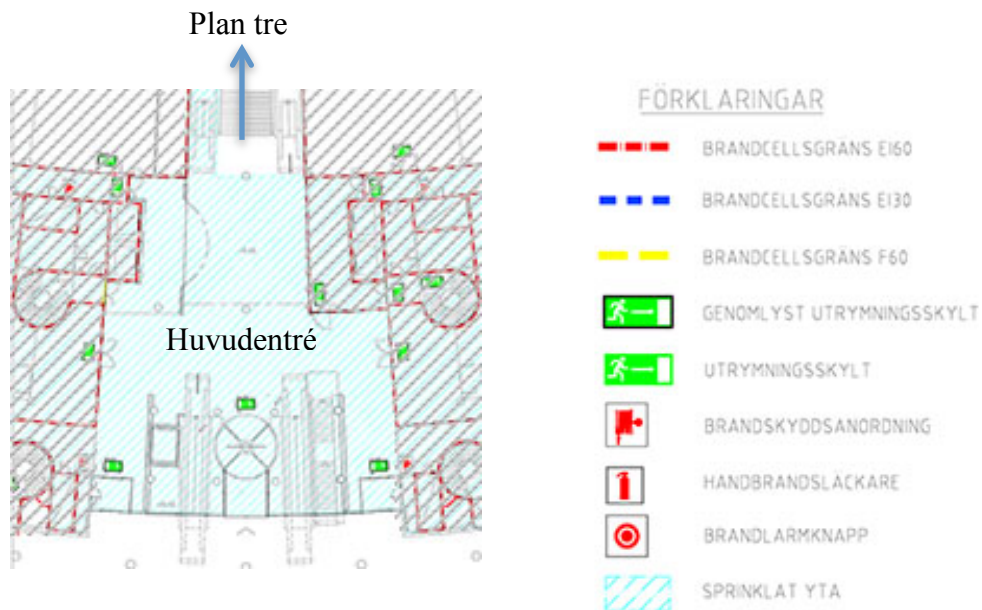 Plan tre
Huvudentré
FÖRKLARINGAR
BRANDCELLSGRÄNS EI60
BRANDCELLSGRÄNS EI30
BRANDCELLSGRÄNS F60
GENOMLYST UTRYMNINGSSKYLT
UTRYMNINGSSKYLT
BRANDSKYDDSANORDNING
HANDBRANDSLÄCKARE
BRANDLARMKNAPP
SPRINKLAT YTA